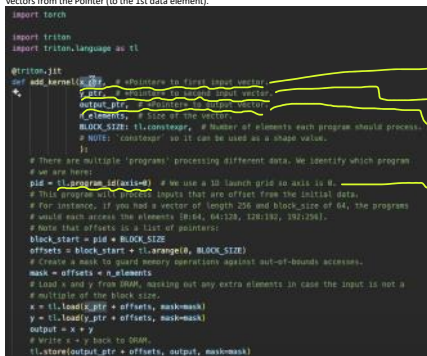 vectors from the Pointer (to the 1st data element).
import torch
import triton
import triton.language as tl
@triton.jit
def add_kernel(x_ptr, # *Pointer* to first input vector.
y_ptr, # *Pointer* to second input vector.
output_ptr, # *Pointer* to output vector.
n_elements, # Size of the vector.
BLOCK_SIZE: tl.constexpr, # Number of elements each program should process.
# NOTE: `constexpr` so it can be used as a shape value.
):
# There are multiple 'programs' processing different data. We identify which program
# we are here:
pid = tl.program_id(axis=0) # We use a 1D launch grid so axis is 0.
# This program will process inputs that are offset from the initial data.
# For instance, if you had a vector of length 256 and block_size of 64, the programs
# would each access the elements [0:64, 64:128, 128:192, 192:256].
# Note that offsets is a list of pointers:
block_start = pid * BLOCK_SIZE
offsets = block_start + tl.arange(0, BLOCK_SIZE)
# Create a mask to guard memory operations against out-of-bounds accesses.
mask = offsets < n_elements
# Load x and y from DRAM, masking out any extra elements in case the input is not a
# multiple of the block size.
x = tl.load(x_ptr + offsets, mask=mask)
y = tl.load(y_ptr + offsets, mask=mask)
output = x + y
# Write x + y back to DRAM.
tl.store(output_ptr + offsets, output, mask=mask)